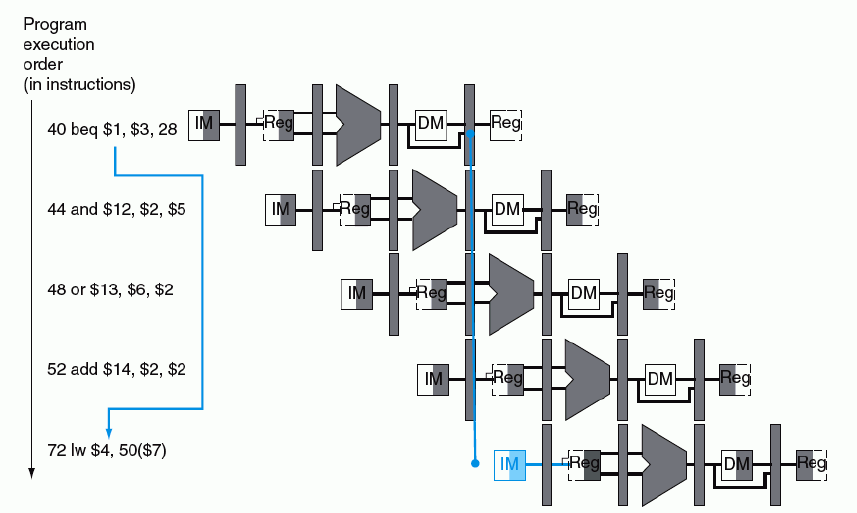 Program
execution
order
(in instructions)
40 beq $1, $3, 28
IM
Reg
DM
Reg
44 and $12, $2, $5
IM
Reg
DM
Reg
48 or $13, $6, $2
IM
Reg
DM
Reg
52 add $14, $2, $2
IM
Reg
DM
Reg
72 lw $4, 50($7)
IM
Reg
DM
Reg